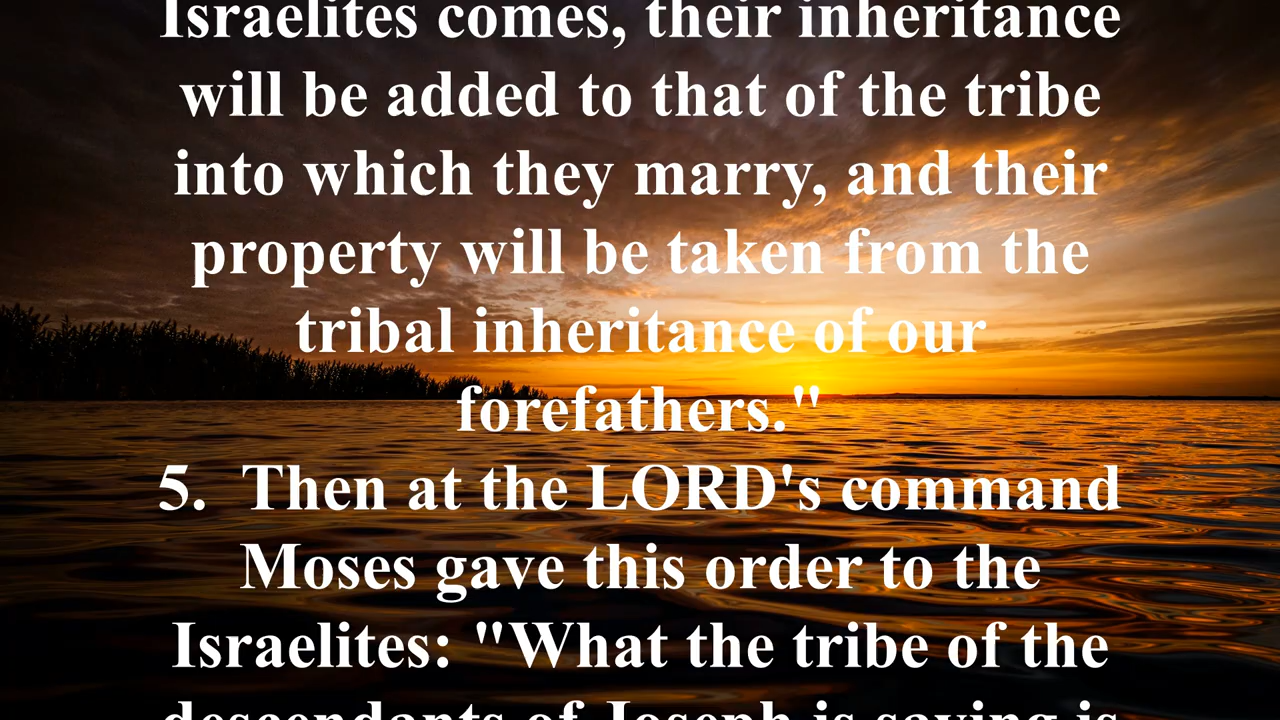 Israelites comes, their inheritance
will be added to that of the tribe
into which they marry, and their
property will be taken from the
tribal inheritance of our
forefathers."
5.  Then at the LORD's command
Moses gave this order to the
Israelites: "What the tribe of the
descendants of Joseph is saying is